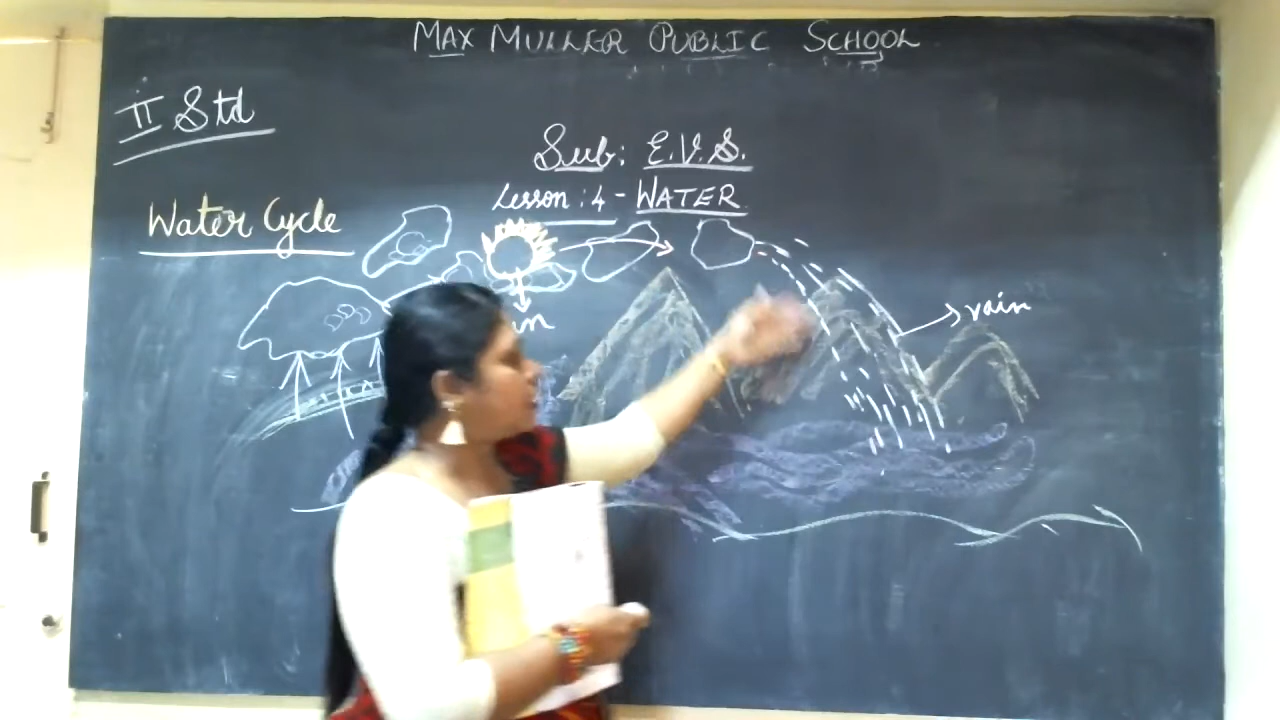 MAX MULLER PUBLIC SCHOOL
II Std
Sub: E.V.S.
Lesson: 4 - WATER
Water Cycle
rain